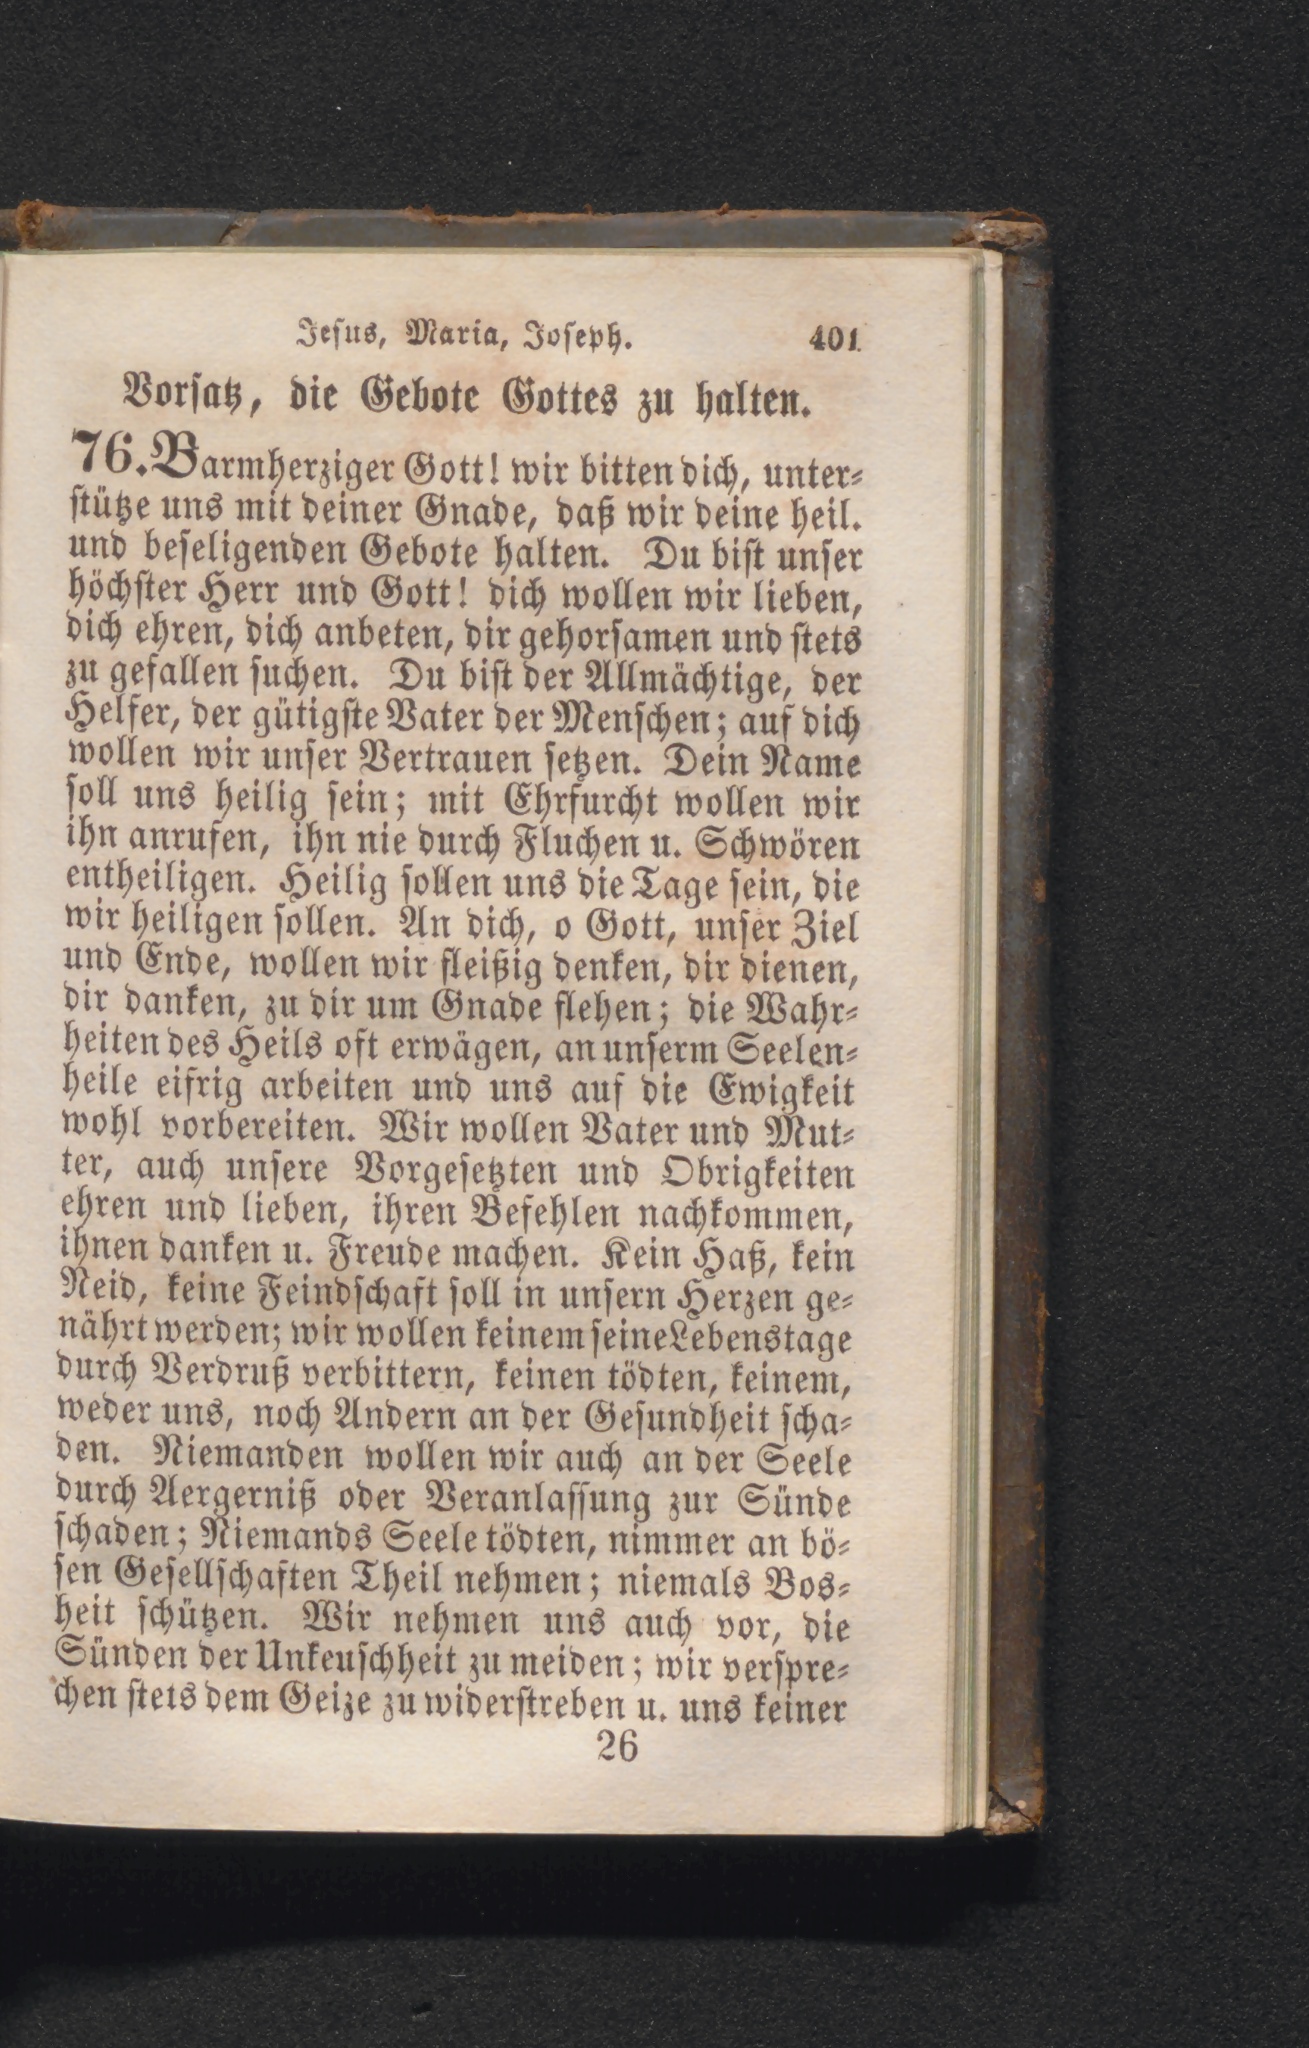 Jesus, Maria, Joseph. 401
Vorsatz, die Gebote Gottes zu halten.
76. Barmherziger Gott! wir bitten dich, unter-
stütze uns mit deiner Gnade, daß wir deine heil.
und beseligenden Gebote halten. Du bist unser
höchster Herr und Gott! dich wollen wir lieben,
dich ehren, dich anbeten, dir gehorsamen und stets
zu gefallen suchen. Du bist der Allmächtige, der
Helfer, der gütigste Vater der Menschen; auf dich
wollen wir unser Vertrauen setzen. Dein Name
soll uns heilig sein; mit Ehrfurcht wollen wir
ihn anrufen, ihn nie durch Fluchen u. Schwören
entheiligen. Heilig sollen uns die Tage sein, die
wir heiligen sollen. An dich, o Gott, unser Ziel
und Ende, wollen wir fleißig denken, dir dienen,
dir danken, zu dir um Gnade flehen; die Wahr-
heiten des Heils oft erwägen, an unserm Seelen-
heile eifrig arbeiten und uns auf die Ewigkeit
wohl vorbereiten. Wir wollen Vater und Mut-
ter, auch unsere Vorgesetzten und Obrigkeiten
ehren und lieben, ihren Befehlen nachkommen,
ihnen danken u. Freude machen. Kein Haß, kein
Neid, keine Feindschaft soll in unsern Herzen ge-
nährt werden; wir wollen keinem seine Lebenstage
durch Verdruß verbittern, keinen tödten, keinem,
weder uns, noch Andern an der Gesundheit scha-
den. Niemanden wollen wir auch an der Seele
durch Aergerniß oder Veranlassung zur Sünde
schaden; Niemands Seele tödten, nimmer an bö-
sen Gesellschaften Theil nehmen; niemals Bos-
heit schützen. Wir nehmen uns auch vor, die
Sünden der Unkeuschheit zu meiden; wir verspre-
chen stets dem Geize zu widerstreben u. uns keiner
26